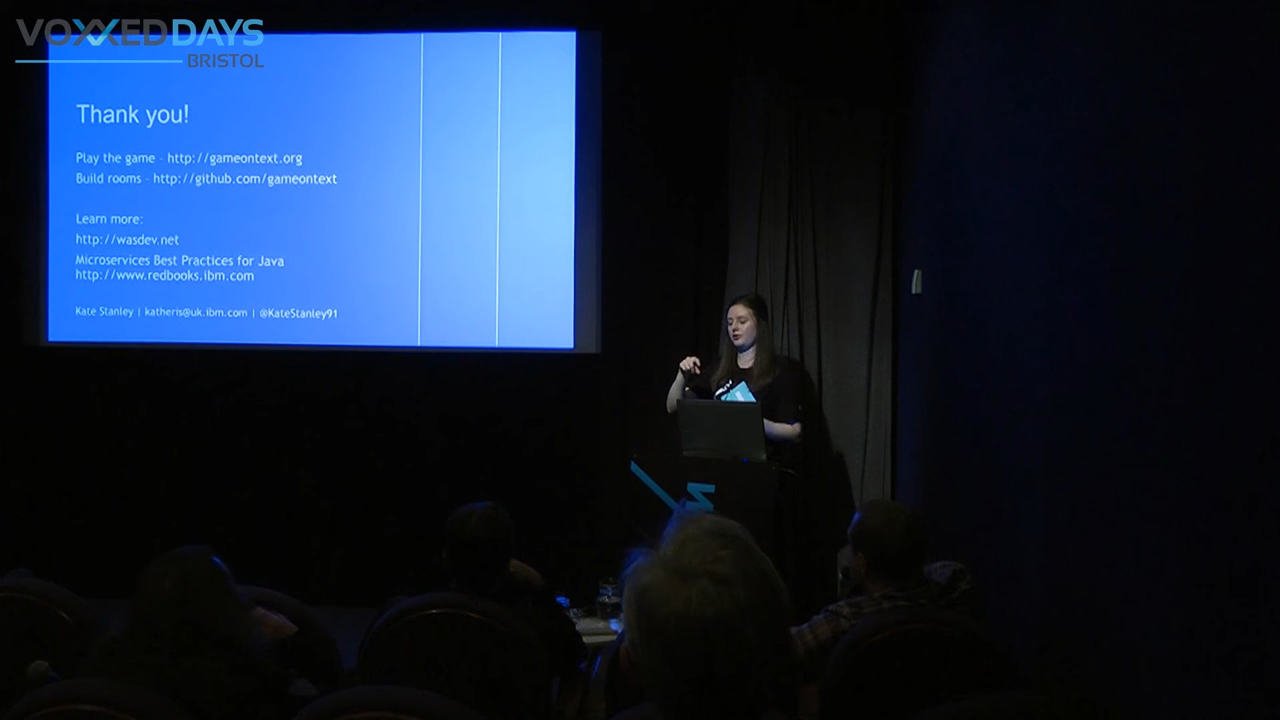 VOXXEDDAYS
BRISTOL
Thank you!
Play the game - http://gameontext.org
Build rooms - http://github.com/gameontext
Learn more:
http://wasdev.net
Microservices Best Practices for Java
http://www.redbooks.ibm.com
Kate Stanley | katheris@uk.ibm.com | @KateStanley91